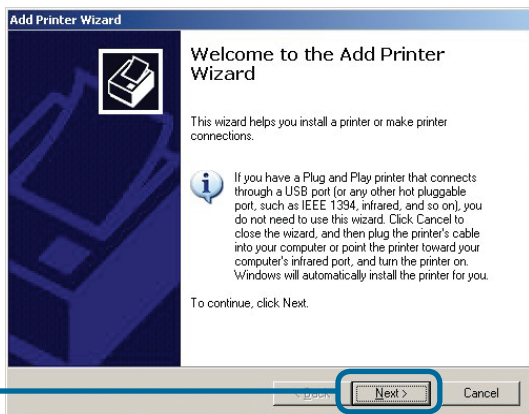 Add Printer Wizard
Welcome to the Add Printer
Wizard
This wizard helps you install a printer or make printer
connections.
If you have a Plug and Play printer that connects
through a USB port (or any other hot pluggable
port, such as IEEE 1394, infrared, and so on), you
do not need to use this wizard. Click Cancel to
close the wizard, and then plug the printer's cable
into your computer or point the printer toward your
computer's infrared port, and turn the printer on.
Windows will automatically install the printer for you.
To continue, click Next.
< Back Next > Cancel